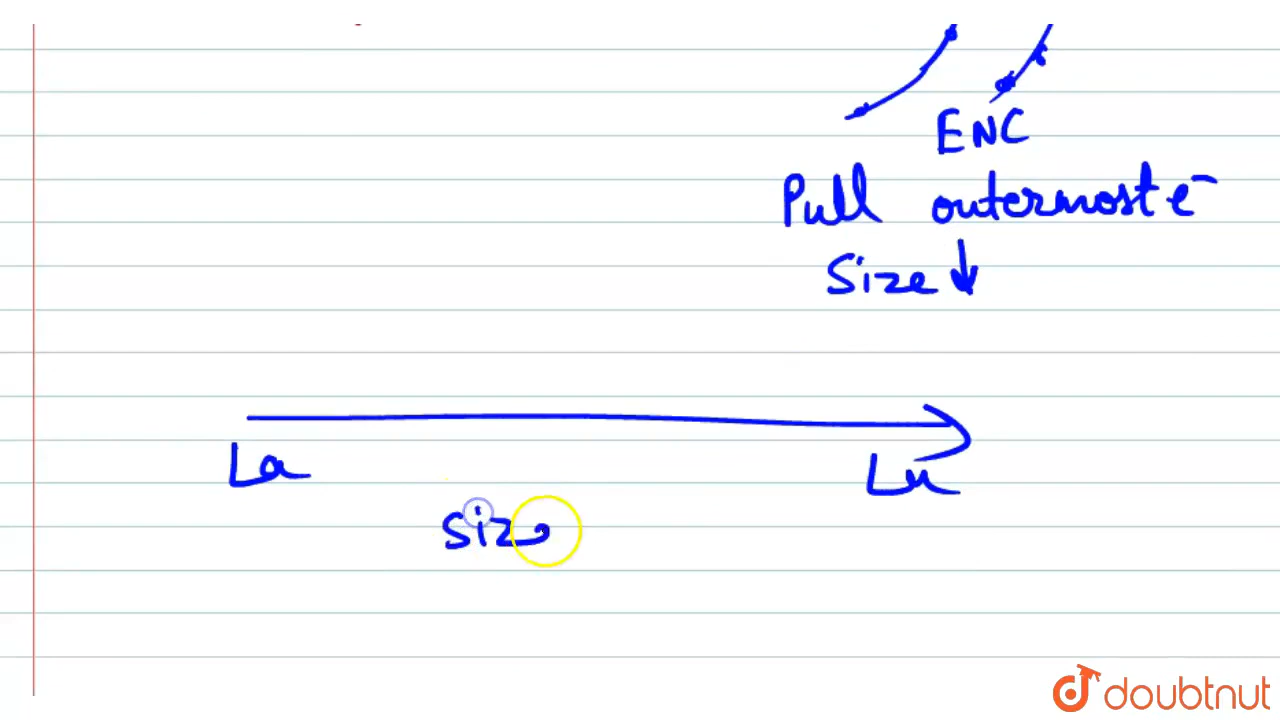 ENC
Pull outermost e⁻
Size ↓
La Lu
Size
doubtnut